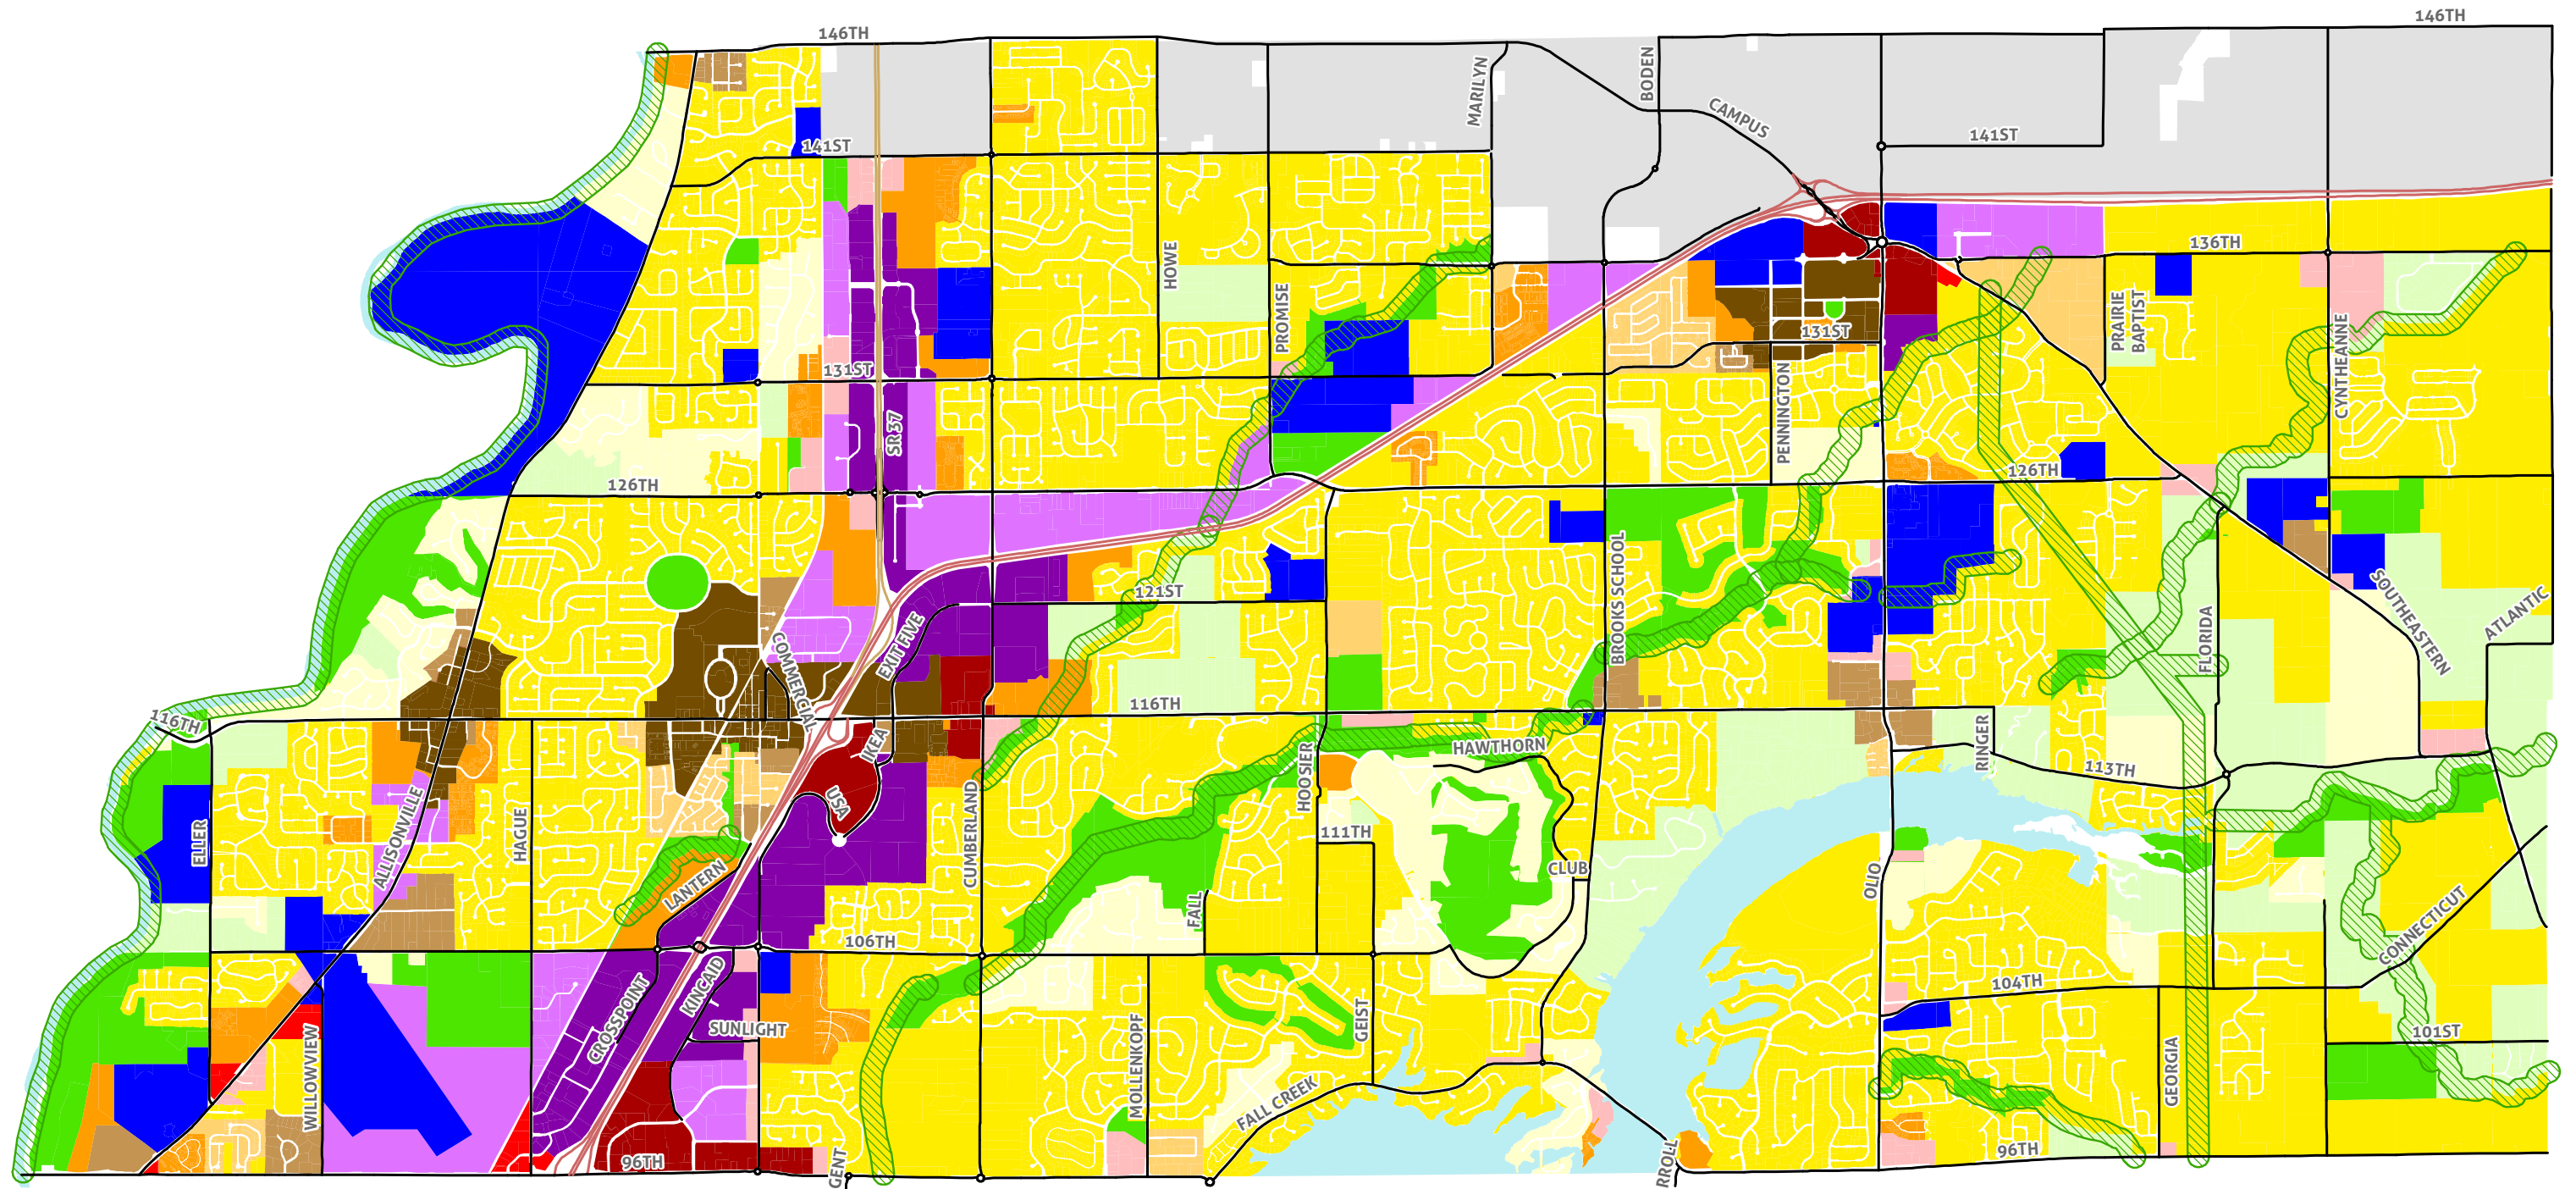 146TH
146TH
MARILYN
BODEN
CAMPUS
141ST
141ST
HOWE
PROMISE
136TH
PRAIRIE
BAPTIST
CYNTHEANNE
131ST
131ST
SR 37
PENNINGTON
126TH
126TH
BROOKS SCHOOL
121ST
SOUTHEASTERN
ATLANTIC
FLORIDA
COMMERCIAL
EXIT FIVE
116TH
116TH
IKEA
HOOSIER
HAWTHORN
RINGER
113TH
USA
ELLER
ALLISONVILLE
HAGUE
CUMBERLAND
111TH
CLUB
OLIO
LANTERN
FALL
CONNECTICUT
106TH
104TH
CROSSPOINT
KINCAID
SUNLIGHT
WILLOWVIEW
MOLLENKOPF
GEIST
101ST
GEORGIA
FALL CREEK
96TH
GENT
RROLL
96TH